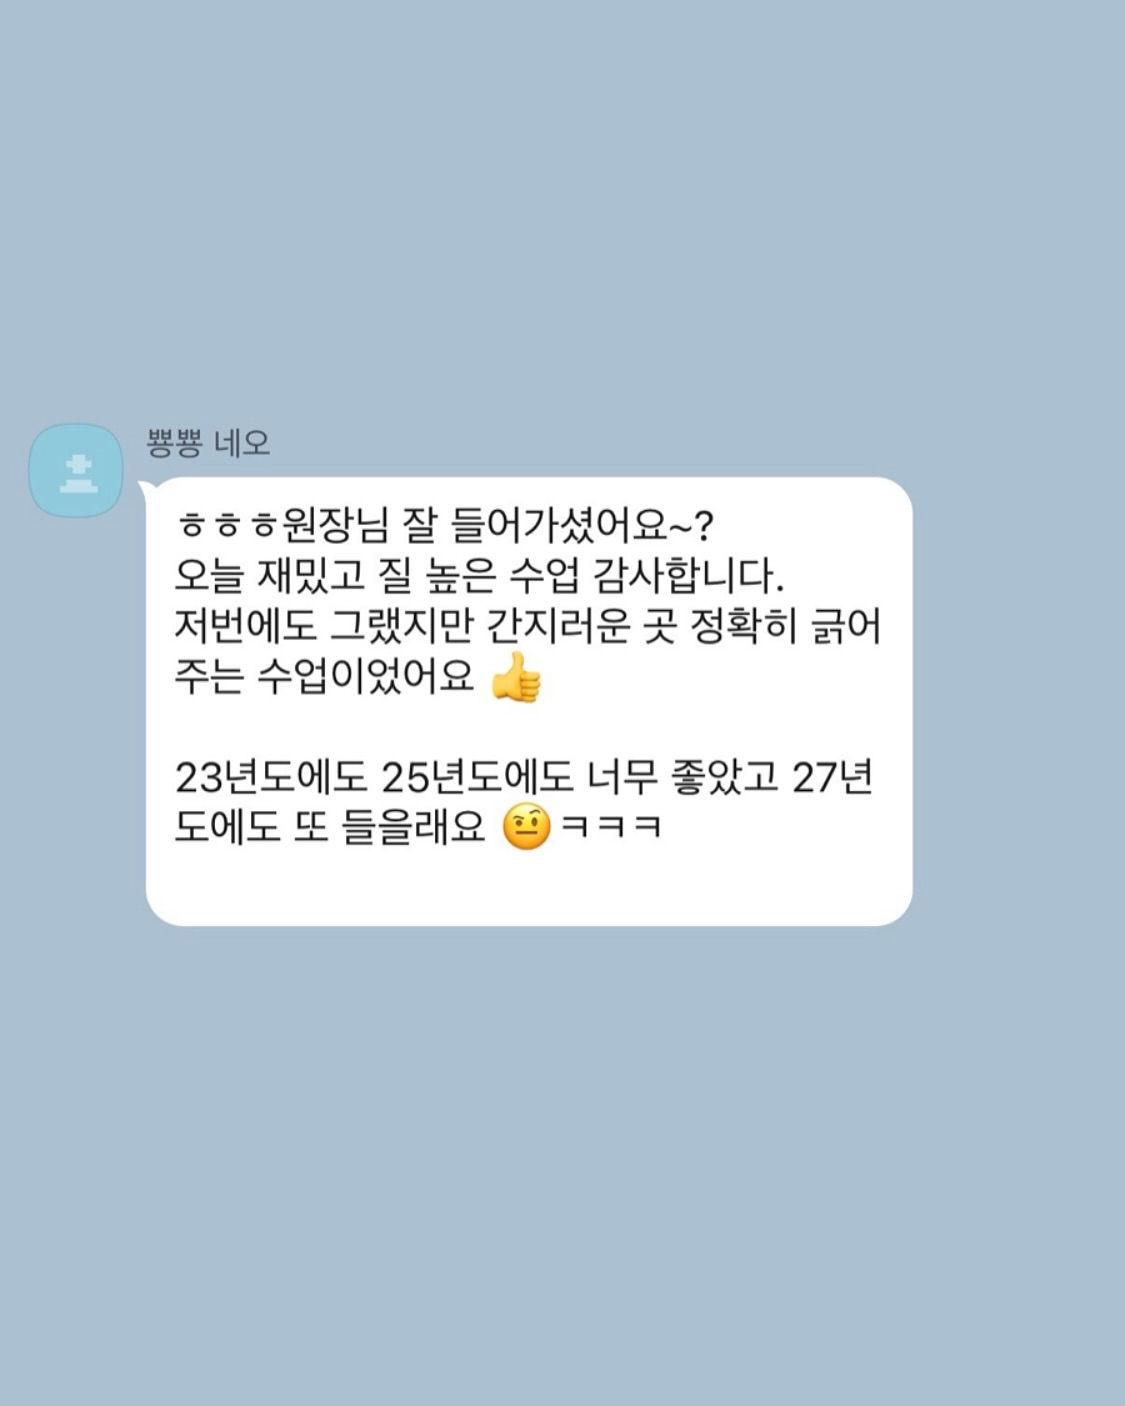 뿅뿅 네오
ㅎㅎㅎ원장님 잘 들어가셨어요~?
오늘 재밌고 질 높은 수업 감사합니다.
저번에도 그랬지만 간지러운 곳 정확히 긁어
주는 수업이었어요 👍
23년도에도 25년도에도 너무 좋았고 27년
도에도 또 들을래요 🤨ㅋㅋㅋ